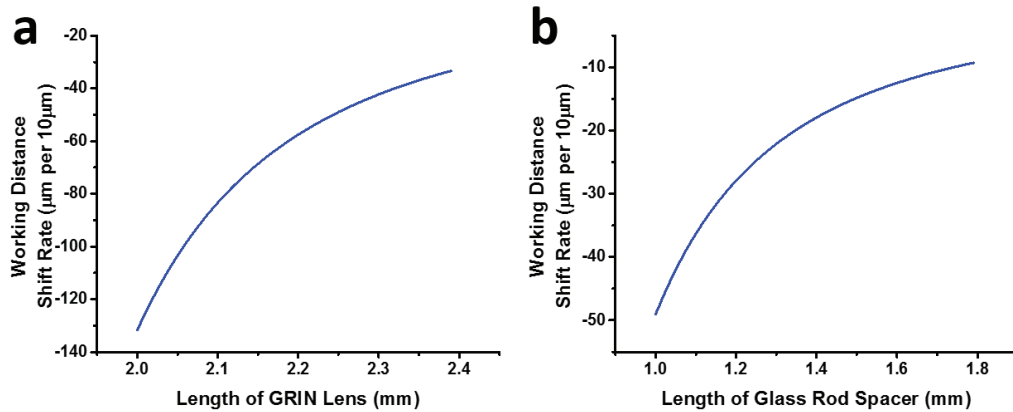 a
-20
-40
-60
-80
-100
-120
-140
2.0 2.1 2.2 2.3 2.4
Working Distance
Shift Rate (μm per 10μm)
Length of GRIN Lens (mm)
b
-10
-20
-30
-40
-50
1.0 1.2 1.4 1.6 1.8
Working Distance
Shift Rate (μm per 10μm)
Length of Glass Rod Spacer (mm)